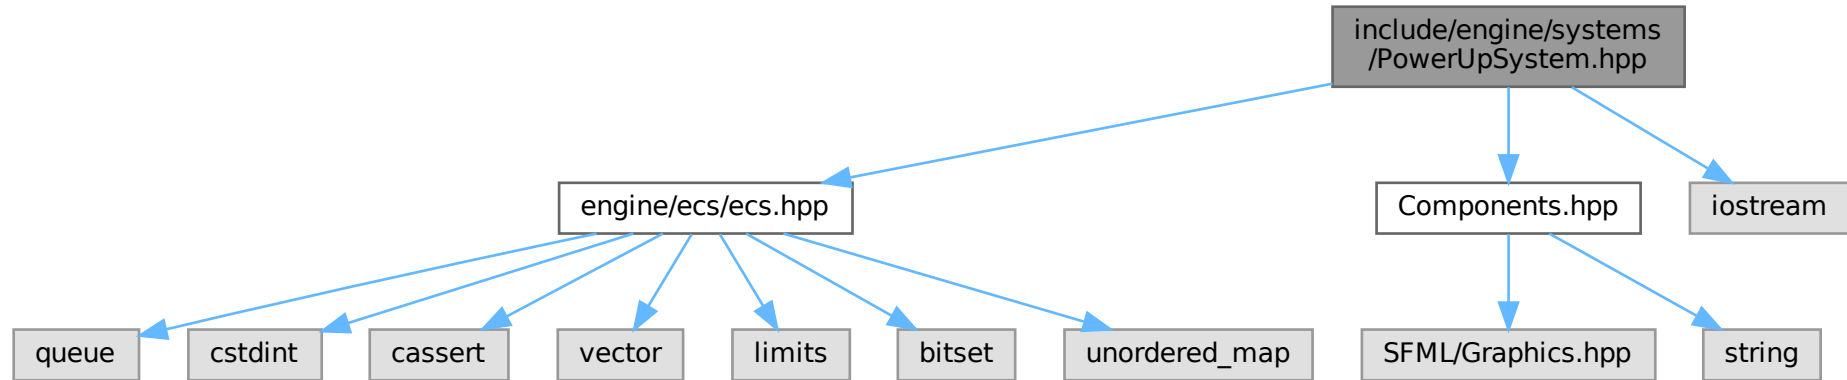 include/engine/systems
/PowerUpSystem.hpp
engine/ecs/ecs.hpp
Components.hpp
iostream
queue
cstdint
cassert
vector
limits
bitset
unordered_map
SFML/Graphics.hpp
string